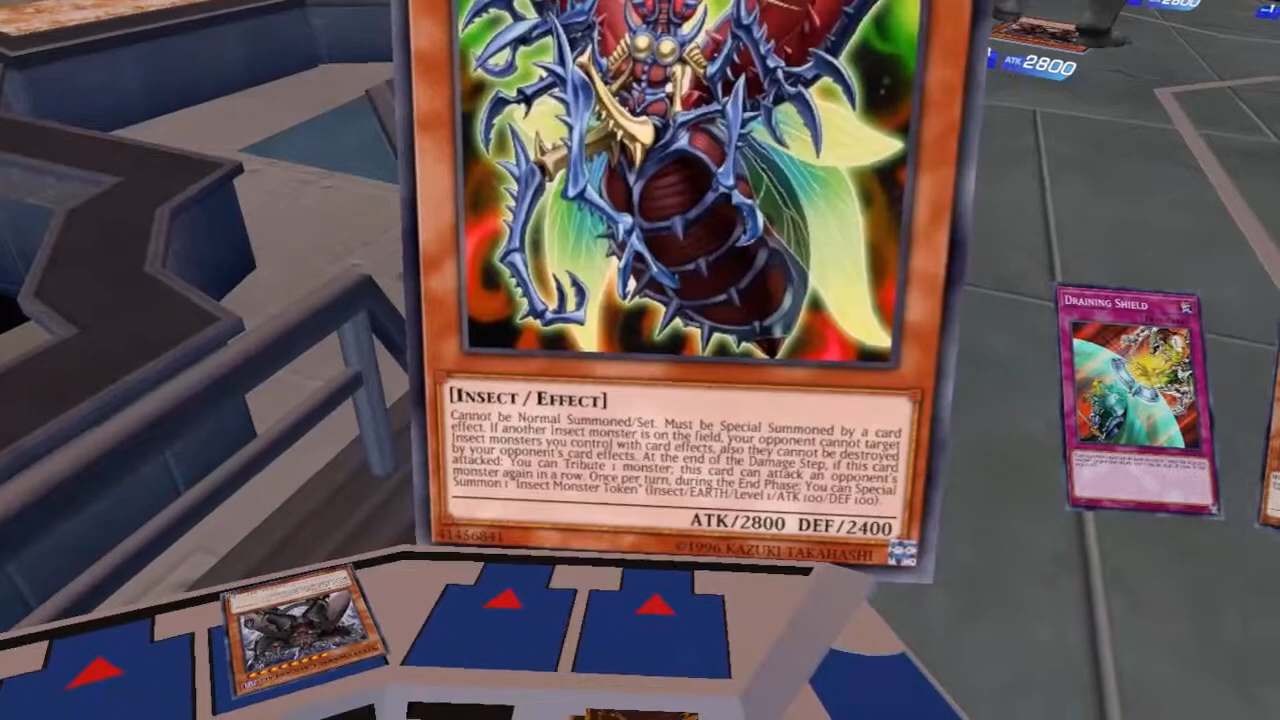 2800
ATK 2800
DRAINING SHIELD
[INSECT / EFFECT]
Cannot be Normal Summoned/Set. Must be Special Summoned by a card
effect. If another Insect monster is on the field, your opponent cannot target
Insect monsters you control with card effects, also they cannot be destroyed
by your opponent's card effects. At the end of the Damage Step, if this card
attacked: You can Tribute 1 monster; this card can attack an opponent's
monster again in a row. Once per turn, during the End Phase: You can Special
Summon 1 "Insect Monster Token" (Insect/EARTH/Level 1/ATK 100/DEF 100).
ATK/2800 DEF/2400
41456841
©1996 KAZUKI TAKAHASHI